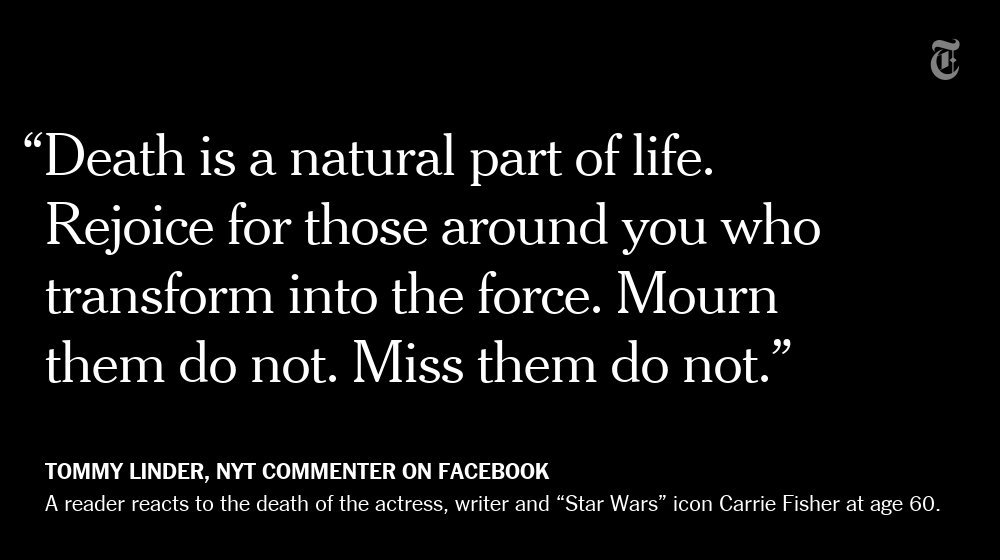 T
“Death is a natural part of life.
Rejoice for those around you who
transform into the force. Mourn
them do not. Miss them do not.”
TOMMY LINDER, NYT COMMENTER ON FACEBOOK
A reader reacts to the death of the actress, writer and “Star Wars” icon Carrie Fisher at age 60.